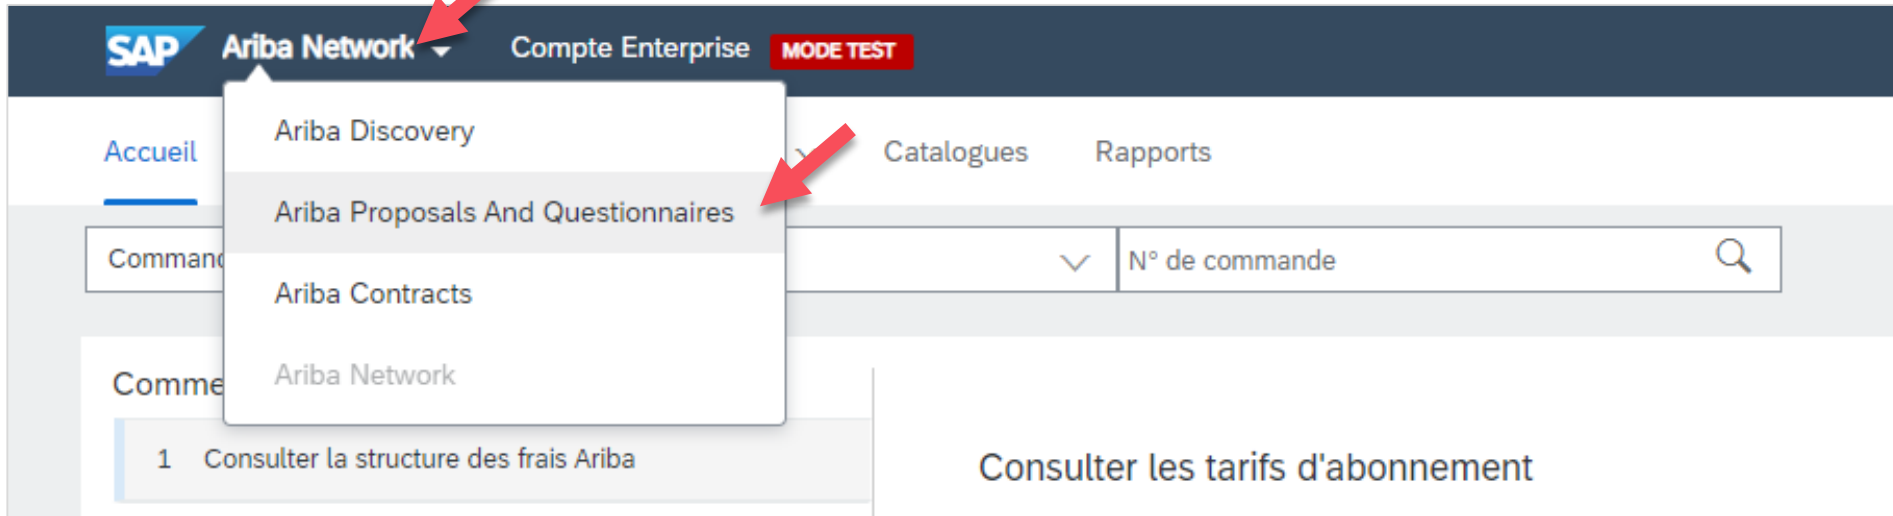 SAP Ariba Network Compte Enterprise MODE TEST
Ariba Discovery
Ariba Proposals And Questionnaires
Ariba Contracts
Ariba Network
Accueil Catalogues Rapports
N° de commande
1 Consulter la structure des frais Ariba
Consulter les tarifs d'abonnement